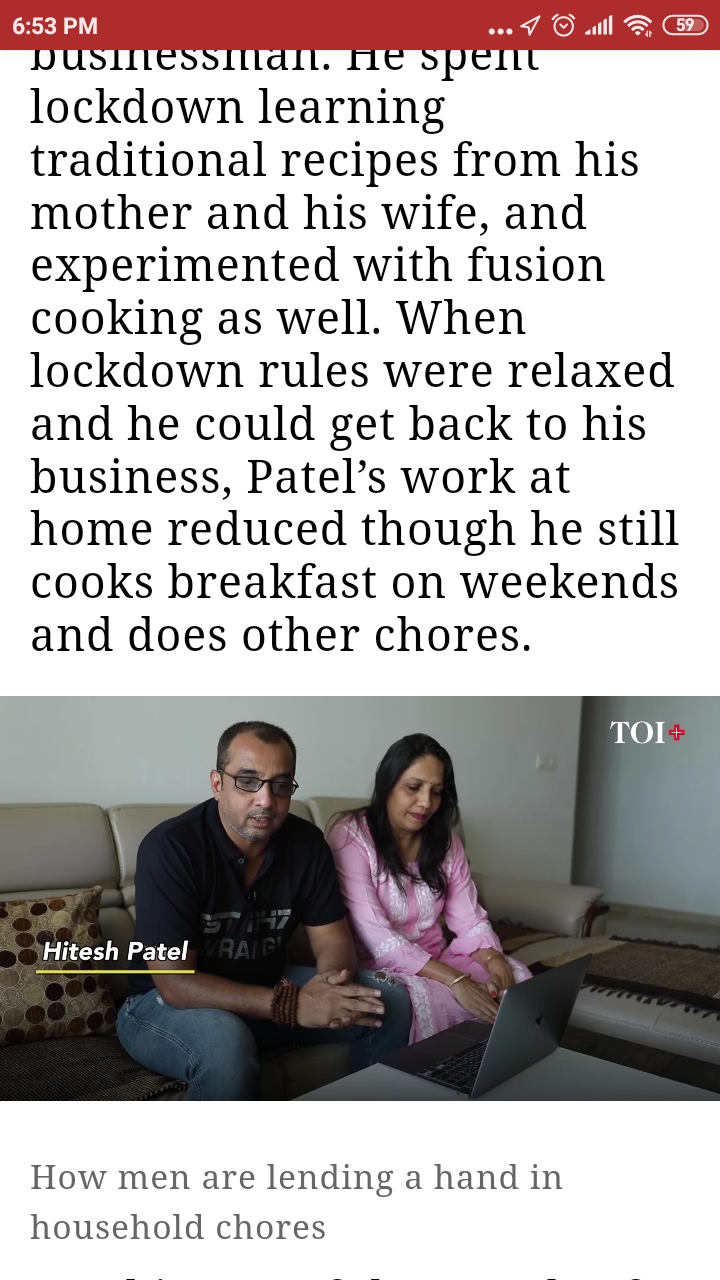 6:53 PM
59
businessman. He spent
lockdown learning
traditional recipes from his
mother and his wife, and
experimented with fusion
cooking as well. When
lockdown rules were relaxed
and he could get back to his
business, Patel’s work at
home reduced though he still
cooks breakfast on weekends
and does other chores.
TOI+
Hitesh Patel
How men are lending a hand in
household chores